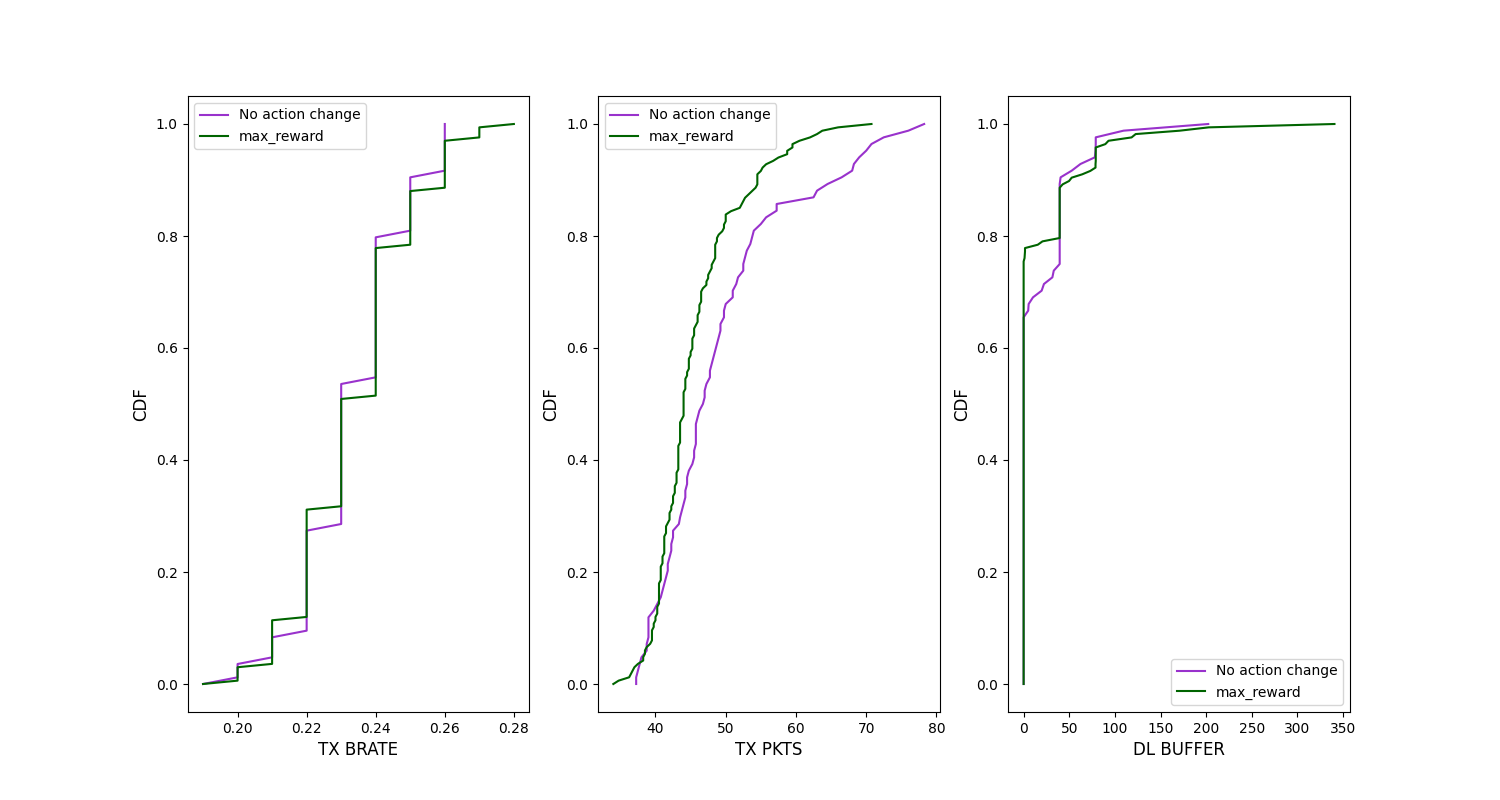 No action change
max_reward
CDF
1.0
0.8
0.6
0.4
0.2
0.0
0.20 0.22 0.24 0.26 0.28
TX BRATE
No action change
max_reward
CDF
1.0
0.8
0.6
0.4
0.2
0.0
40 50 60 70 80
TX PKTS
CDF
1.0
0.8
0.6
0.4
0.2
0.0
No action change
max_reward
0 50 100 150 200 250 300 350
DL BUFFER